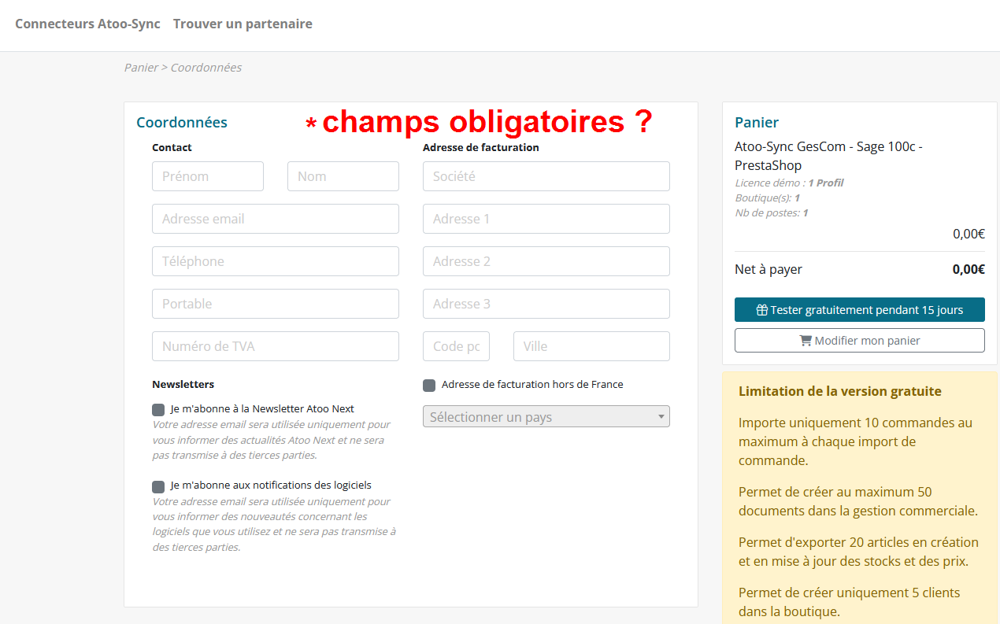 Connecteurs Atoo-Sync Trouver un partenaire
Panier > Coordonnées
Coordonnées
* champs obligatoires ?
Contact
Prénom Nom
Adresse email
Téléphone
Portable
Numéro de TVA
Newsletters
Je m'abonne à la Newsletter Atoo Next
Votre adresse email sera utilisée uniquement pour
vous informer des actualités Atoo Next et ne sera
pas transmise à des tierces parties.
Je m'abonne aux notifications des logiciels
Votre adresse email sera utilisée uniquement pour
vous informer des nouveautés concernant les
logiciels que vous utilisez et ne sera pas transmise à
des tierces parties.
Adresse de facturation
Société
Adresse 1
Adresse 2
Adresse 3
Code pc Ville
Adresse de facturation hors de France
Sélectionner un pays
Panier
Atoo-Sync GesCom - Sage 100c -
PrestaShop
Licence démo : 1 Profil
Boutique(s): 1
Nb de postes: 1
0,00€
Net à payer 0,00€
Tester gratuitement pendant 15 jours
Modifier mon panier
Limitation de la version gratuite
Importe uniquement 10 commandes au
maximum à chaque import de
commande.
Permet de créer au maximum 50
documents dans la gestion commerciale.
Permet d'exporter 20 articles en création
et en mise à jour des stocks et des prix.
Permet de créer uniquement 5 clients
dans la boutique.